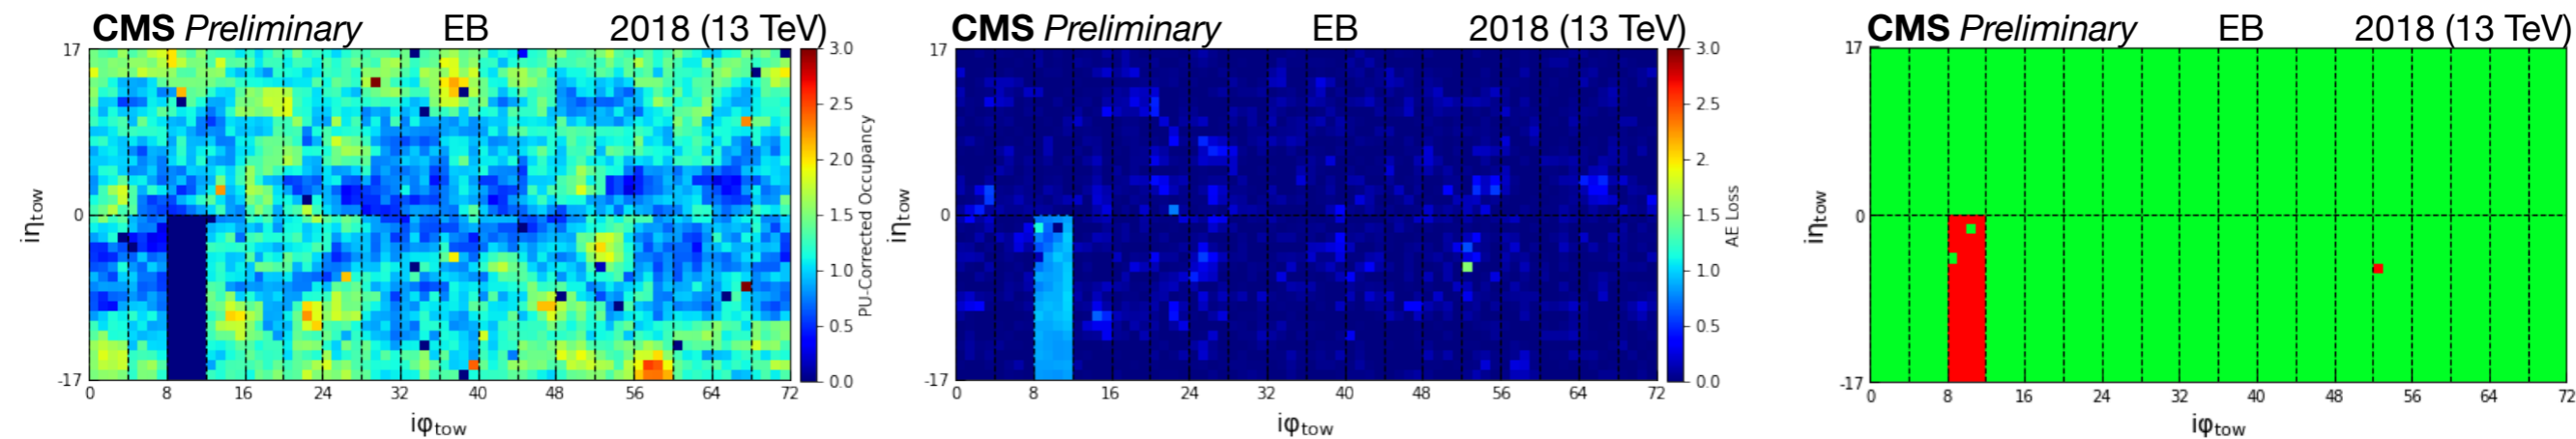 CMS Preliminary EB 2018 (13 TeV)
17
0
-17
iηtow
0 8 16 24 32 40 48 56 64 72
iφtow
3.0
2.5
2.0
1.5
1.0
0.5
0.0
PU-Corrected Occupancy
CMS Preliminary EB 2018 (13 TeV)
17
0
-17
iηtow
0 8 16 24 32 40 48 56 64 72
iφtow
3.0
2.5
2.
1.5
1.0
0.5
0.0
AE Loss
CMS Preliminary EB 2018 (13 TeV)
17
0
-17
iηtow
0 8 16 24 32 40 48 56 64 72
iφtow